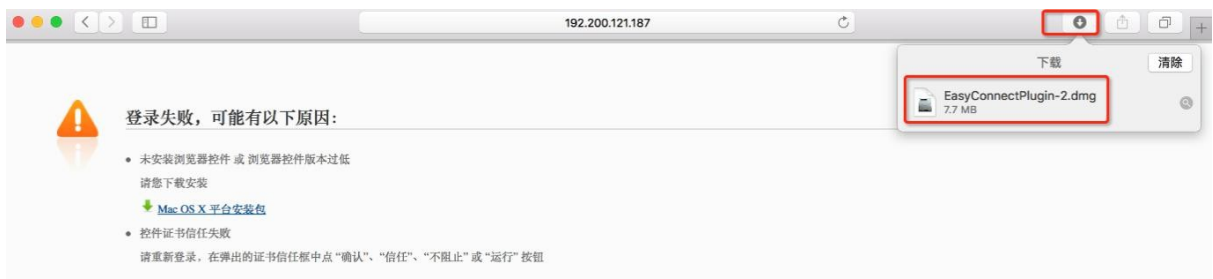 192.200.121.187
下载
清除
EasyConnectPlugin-2.dmg
7.7 MB
登录失败，可能有以下原因：
未安装浏览器控件 或 浏览器控件版本过低
请您下载安装
Mac OS X 平台安装包
控件证书信任失败
请重新登录，在弹出的证书信任框中点“确认”、“信任”、“不阻止”或“运行”按钮